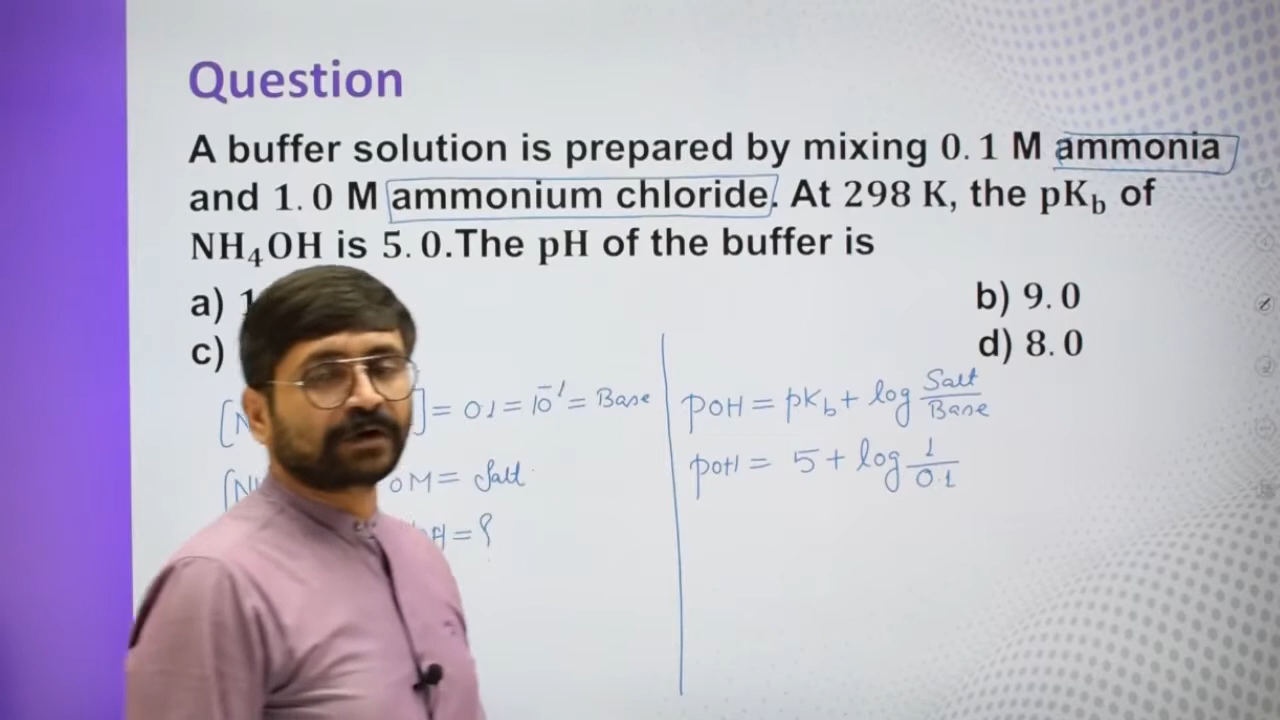 Question
A buffer solution is prepared by mixing 0.1 M ammonia
and 1.0 M ammonium chloride. At 298 K, the pKb of
NH₄OH is 5.0.The pH of the buffer is
a) 1
b) 9.0
c)
d) 8.0
] = 0.1 = 10⁻¹ = Base
[N
0M = Salt
= ?
pOH = pKb + log Salt/Base
pOH = 5 + log 1/0.1